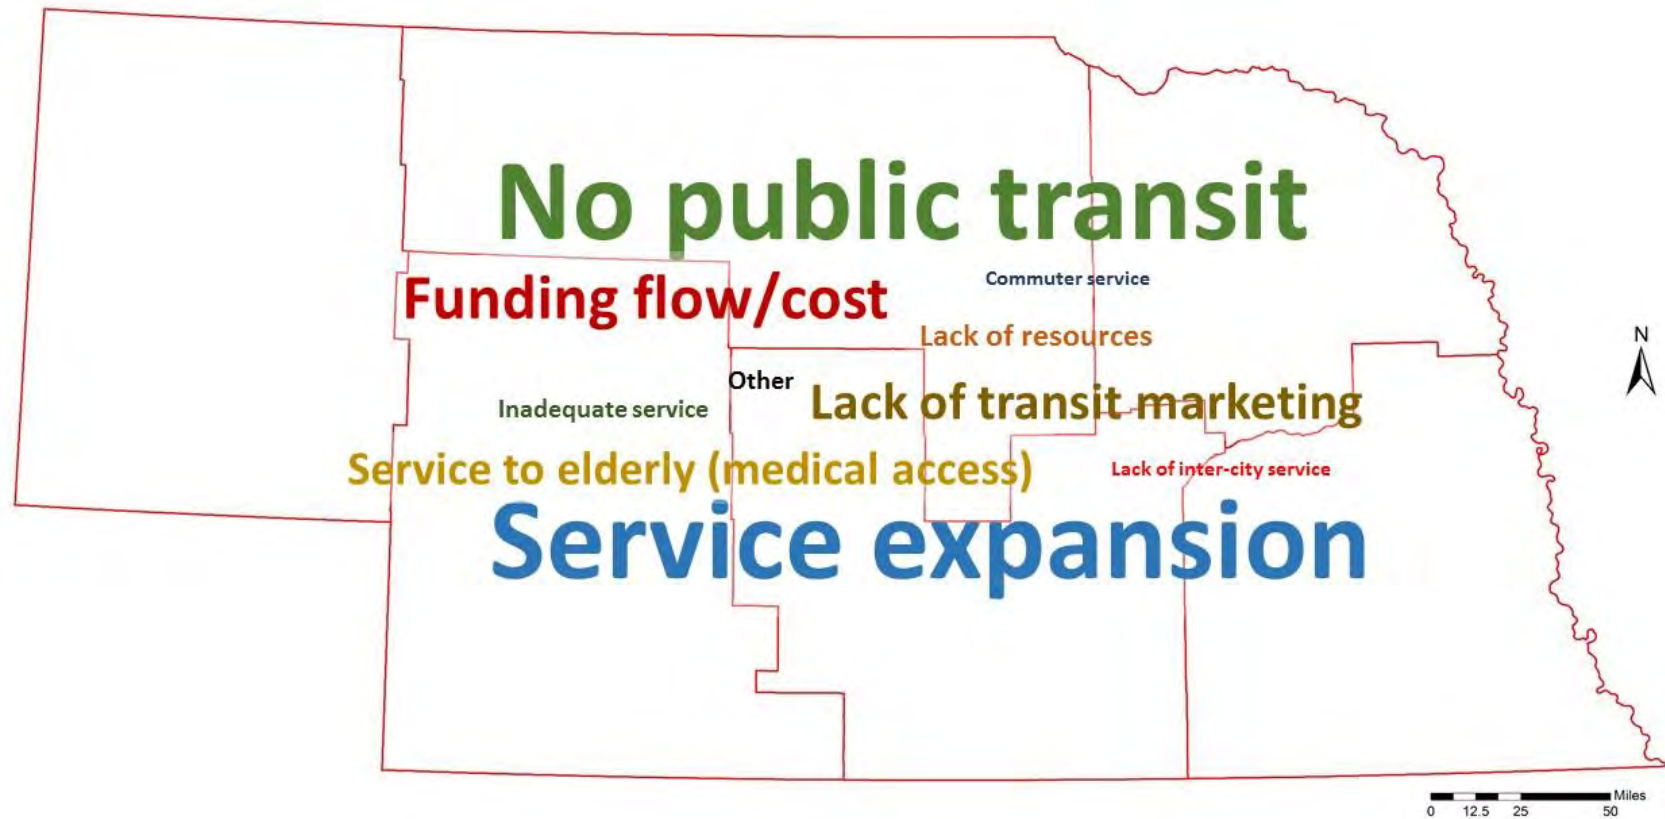 No public transit
Commuter service
Funding flow/cost
Lack of resources
Other
Lack of transit marketing
Inadequate service
Service to elderly (medical access)
Lack of inter-city service
Service expansion
N
Miles
0 12.5 25 50